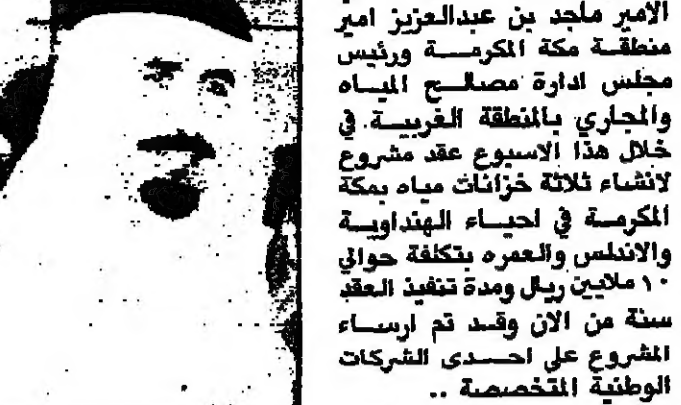 الامير ماجد بن عبدالعزيز امير
منطقة مكة المكرمة ورئيس
مجلس ادارة مصالح المياه
والمجاري بالمنطقة الغربية في
خلال هذا الاسبوع عقد مشروع
لانشاء ثلاثة خزانات مياه بمكة
المكرمة في احياء الهنداوية
والاندلس والعمره بتكلفة حوالي
١٠ ملايين ريال ومدة تنفيذ العقد
سنة من الان وقد تم ارساء
المشروع على احدى الشركات
الوطنية المتخصصة ..